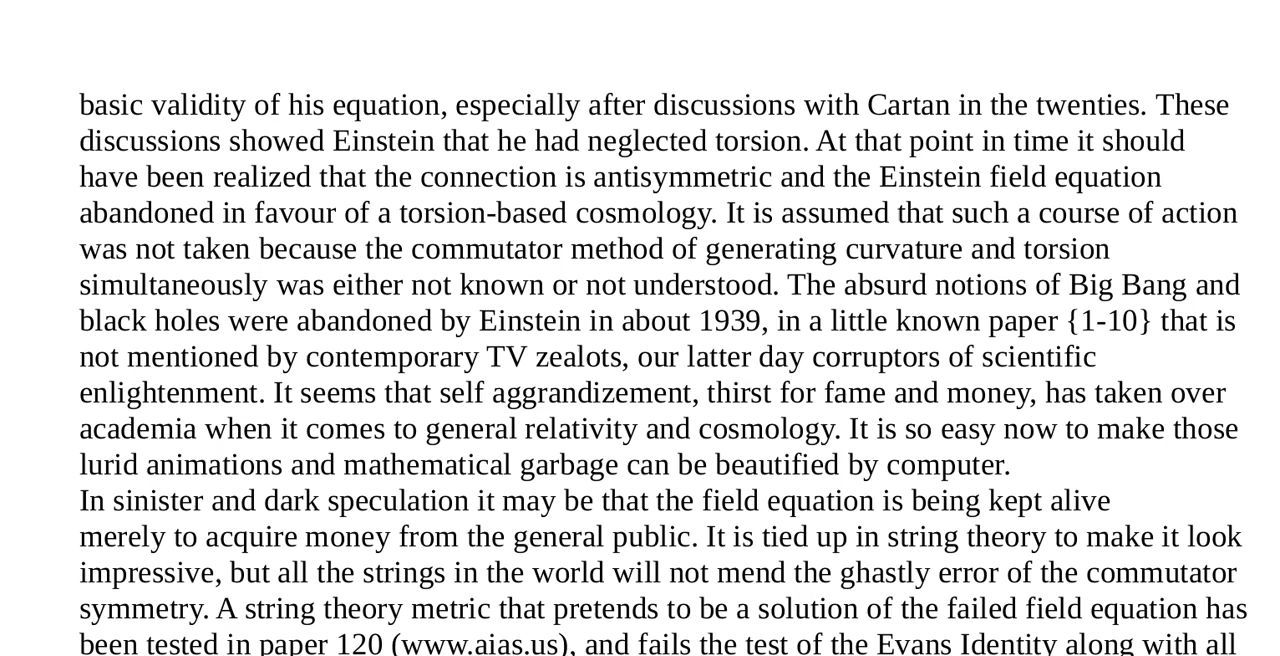 basic validity of his equation, especially after discussions with Cartan in the twenties. These
discussions showed Einstein that he had neglected torsion. At that point in time it should
have been realized that the connection is antisymmetric and the Einstein field equation
abandoned in favour of a torsion-based cosmology. It is assumed that such a course of action
was not taken because the commutator method of generating curvature and torsion
simultaneously was either not known or not understood. The absurd notions of Big Bang and
black holes were abandoned by Einstein in about 1939, in a little known paper {1-10} that is
not mentioned by contemporary TV zealots, our latter day corruptors of scientific
enlightenment. It seems that self aggrandizement, thirst for fame and money, has taken over
academia when it comes to general relativity and cosmology. It is so easy now to make those
lurid animations and mathematical garbage can be beautified by computer.
In sinister and dark speculation it may be that the field equation is being kept alive
merely to acquire money from the general public. It is tied up in string theory to make it look
impressive, but all the strings in the world will not mend the ghastly error of the commutator
symmetry. A string theory metric that pretends to be a solution of the failed field equation has
been tested in paper 120 (www.aias.us), and fails the test of the Evans Identity along with all